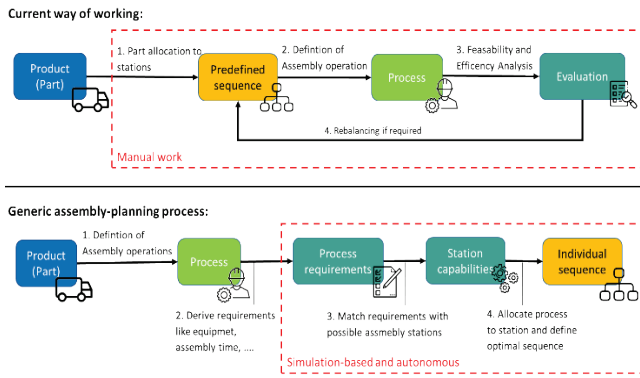 Current way of working:
1. Part allocation to
stations
2. Defintion of
Assembly operation
3. Feasability and
Efficency Analysis
Product
(Part)
Predefined
sequence
Process
Evaluation
4. Rebalancing if required
Manual work
Generic assembly-planning process:
1. Defintion of
Assembly operations
Product
(Part)
Process
Process
requirements
Station
capabilities
Individual
sequence
2. Derive requirements
like equipmet,
assembly time, ....
3. Match requirements with
possible assmebly stations
4. Allocate process
to station and define
optimal sequence
Simulation-based and autonomous